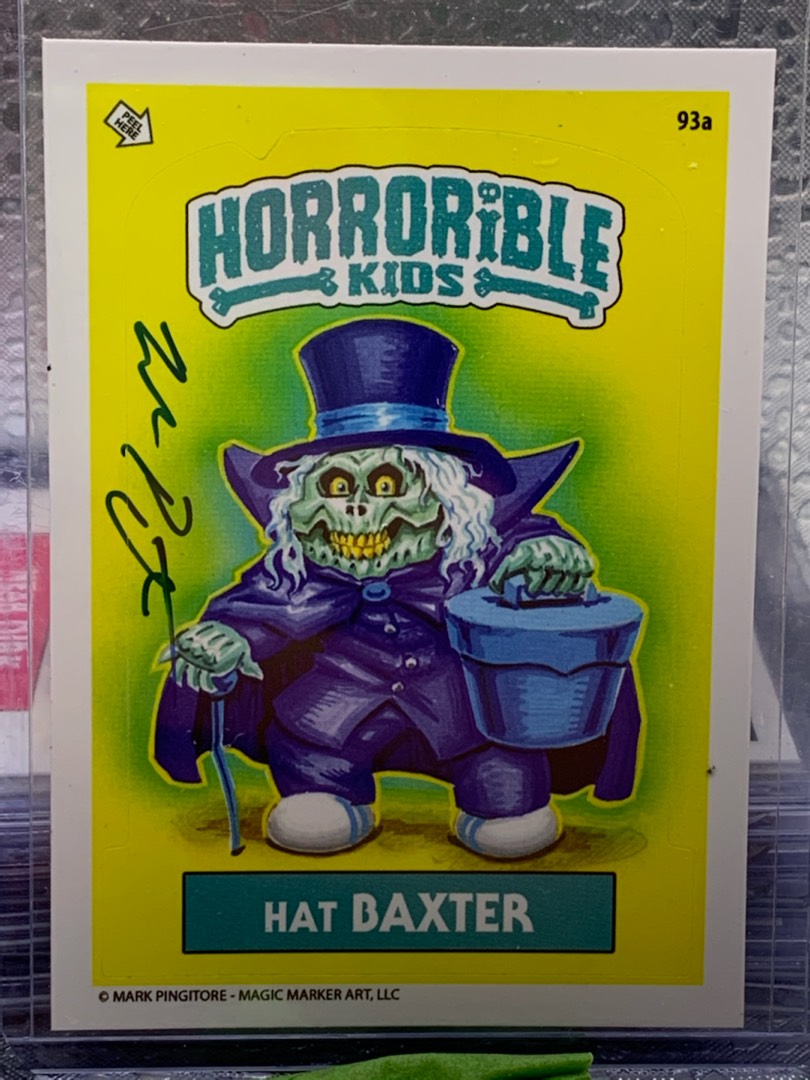 PEEL
HERE
93a
HORRORiBLE
KIDS
HAT BAXTER
© MARK PINGITORE - MAGIC MARKER ART, LLC